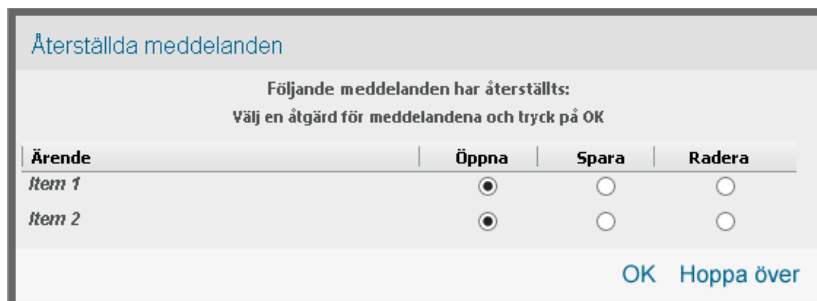 Återställda meddelanden
Följande meddelanden har återställts:
Välj en åtgärd för meddelandena och tryck på OK
Ärende Öppna Spara Radera
Item 1
Item 2
OK Hoppa över